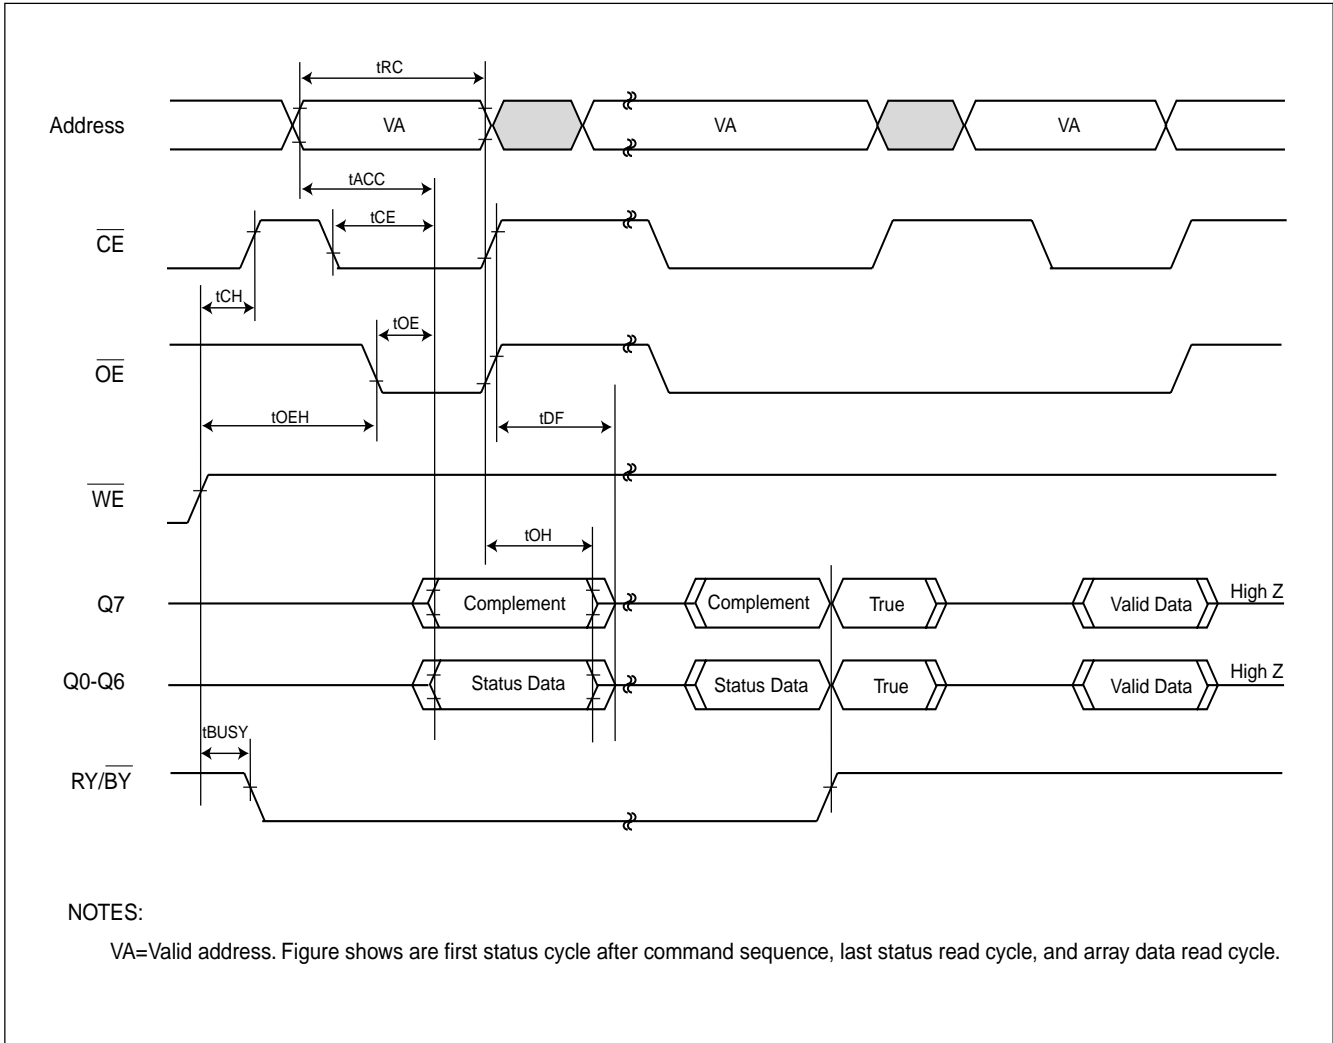 tRC
Address VA VA VA
tACC
tCE
CE
tCH
tOE
OE
tOEH tDF
WE
tOH
Q7 Complement Complement True Valid Data High Z
Q0-Q6 Status Data Status Data True Valid Data High Z
tBUSY
RY/BY
NOTES:
VA=Valid address. Figure shows are first status cycle after command sequence, last status read cycle, and array data read cycle.